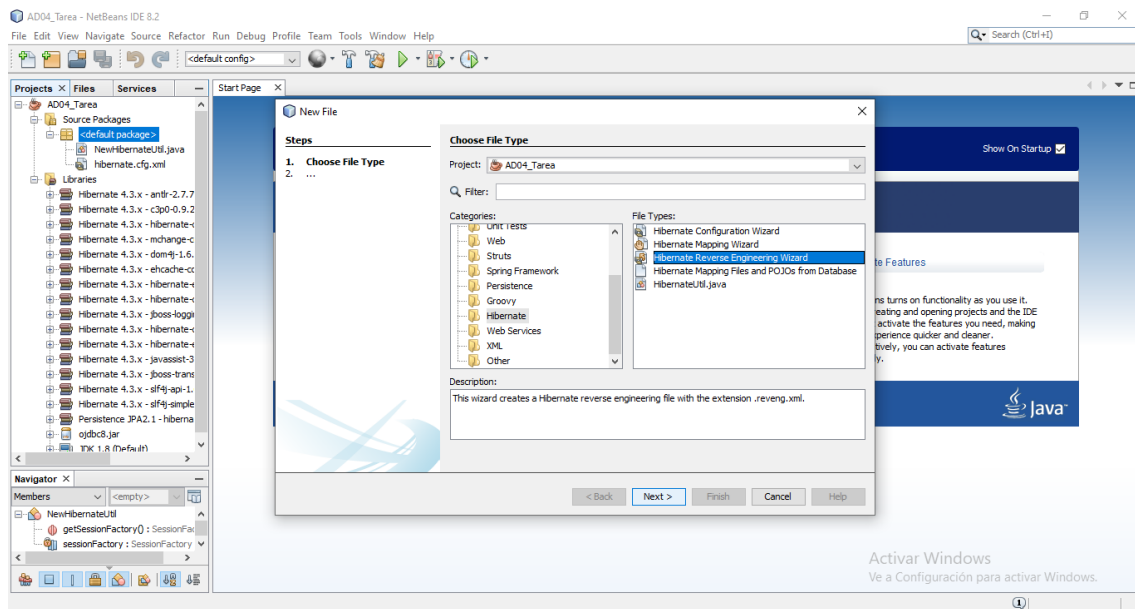 AD04_Tarea - NetBeans IDE 8.2
File Edit View Navigate Source Refactor Run Debug Profile Team Tools Window Help
Search (Ctrl+I)
<default config>
Projects Files Services
Start Page
AD04_Tarea
Source Packages
<default package>
NewHibernateUtil.java
hibernate.cfg.xml
Libraries
Hibernate 4.3.x - antlr-2.7.7
Hibernate 4.3.x - c3p0-0.9.2
Hibernate 4.3.x - hibernate-c
Hibernate 4.3.x - mchange-c
Hibernate 4.3.x - dom4j-1.6.
Hibernate 4.3.x - ehcache-co
Hibernate 4.3.x - hibernate-e
Hibernate 4.3.x - hibernate-c
Hibernate 4.3.x - jboss-loggi
Hibernate 4.3.x - hibernate-c
Hibernate 4.3.x - hibernate-e
Hibernate 4.3.x - javassist-3
Hibernate 4.3.x - jboss-trans
Hibernate 4.3.x - slf4j-api-1.
Hibernate 4.3.x - slf4j-simple
Persistence JPA2.1 - hiberna
ojdbc8.jar
JDK 1.8 (Default)
Navigator
Members <empty>
NewHibernateUtil
getSessionFactory() : SessionFac
sessionFactory : SessionFactory
New File
Steps
1. Choose File Type
2. ...
Choose File Type
Project: AD04_Tarea
Filter:
Categories:
Unit Tests
Web
Struts
Spring Framework
Persistence
Groovy
Hibernate
Web Services
XML
Other
File Types:
Hibernate Configuration Wizard
Hibernate Mapping Wizard
Hibernate Reverse Engineering Wizard
Hibernate Mapping Files and POJOs from Database
HibernateUtil.java
Description:
This wizard creates a Hibernate reverse engineering file with the extension .reveng.xml.
< Back Next > Finish Cancel Help
Show On Startup
te Features
ns turns on functionality as you use it.
eating and opening projects and the IDE
activate the features you need, making
perience quicker and cleaner.
tively, you can activate features
y.
Java
Activar Windows
Ve a Configuración para activar Windows.
1